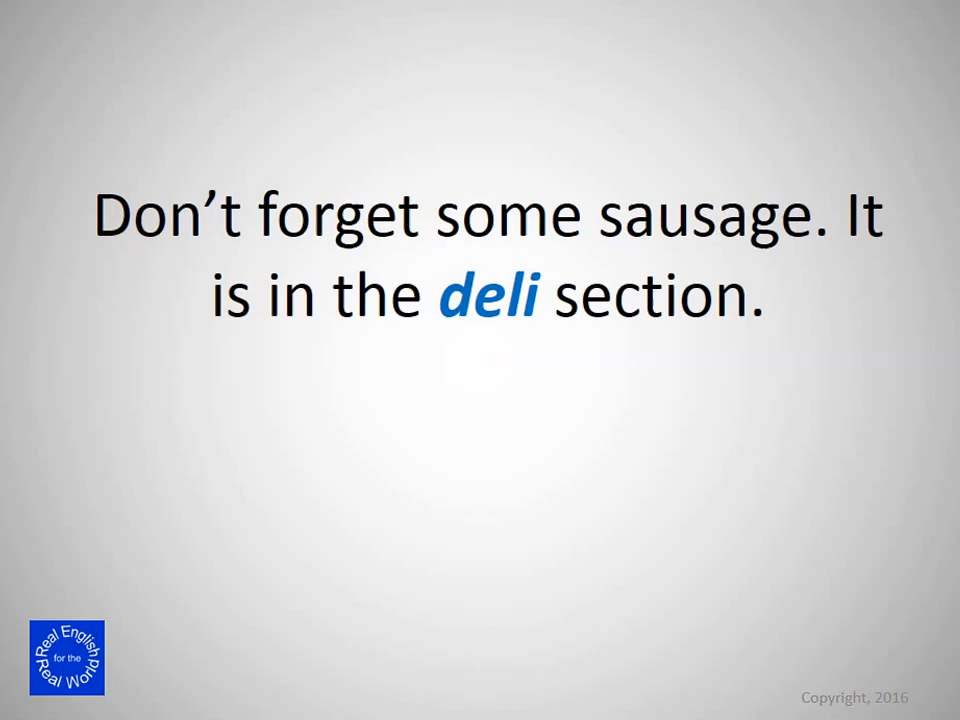 Don’t forget some sausage. It
is in the deli section.
Real English
for the
Real World
Copyright, 2016